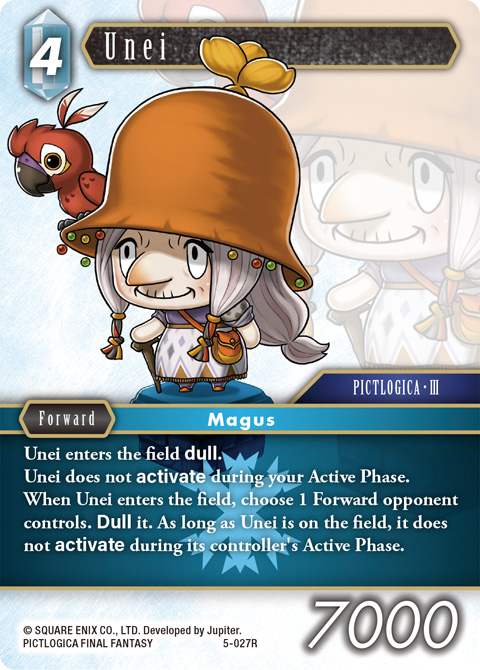 4
Unei
PICTLOGICA・III
Forward
Magus
Unei enters the field dull.
Unei does not activate during your Active Phase.
When Unei enters the field, choose 1 Forward opponent
controls. Dull it. As long as Unei is on the field, it does
not activate during its controller's Active Phase.
© SQUARE ENIX CO., LTD. Developed by Jupiter.
PICTLOGICA FINAL FANTASY 5-027R
7000